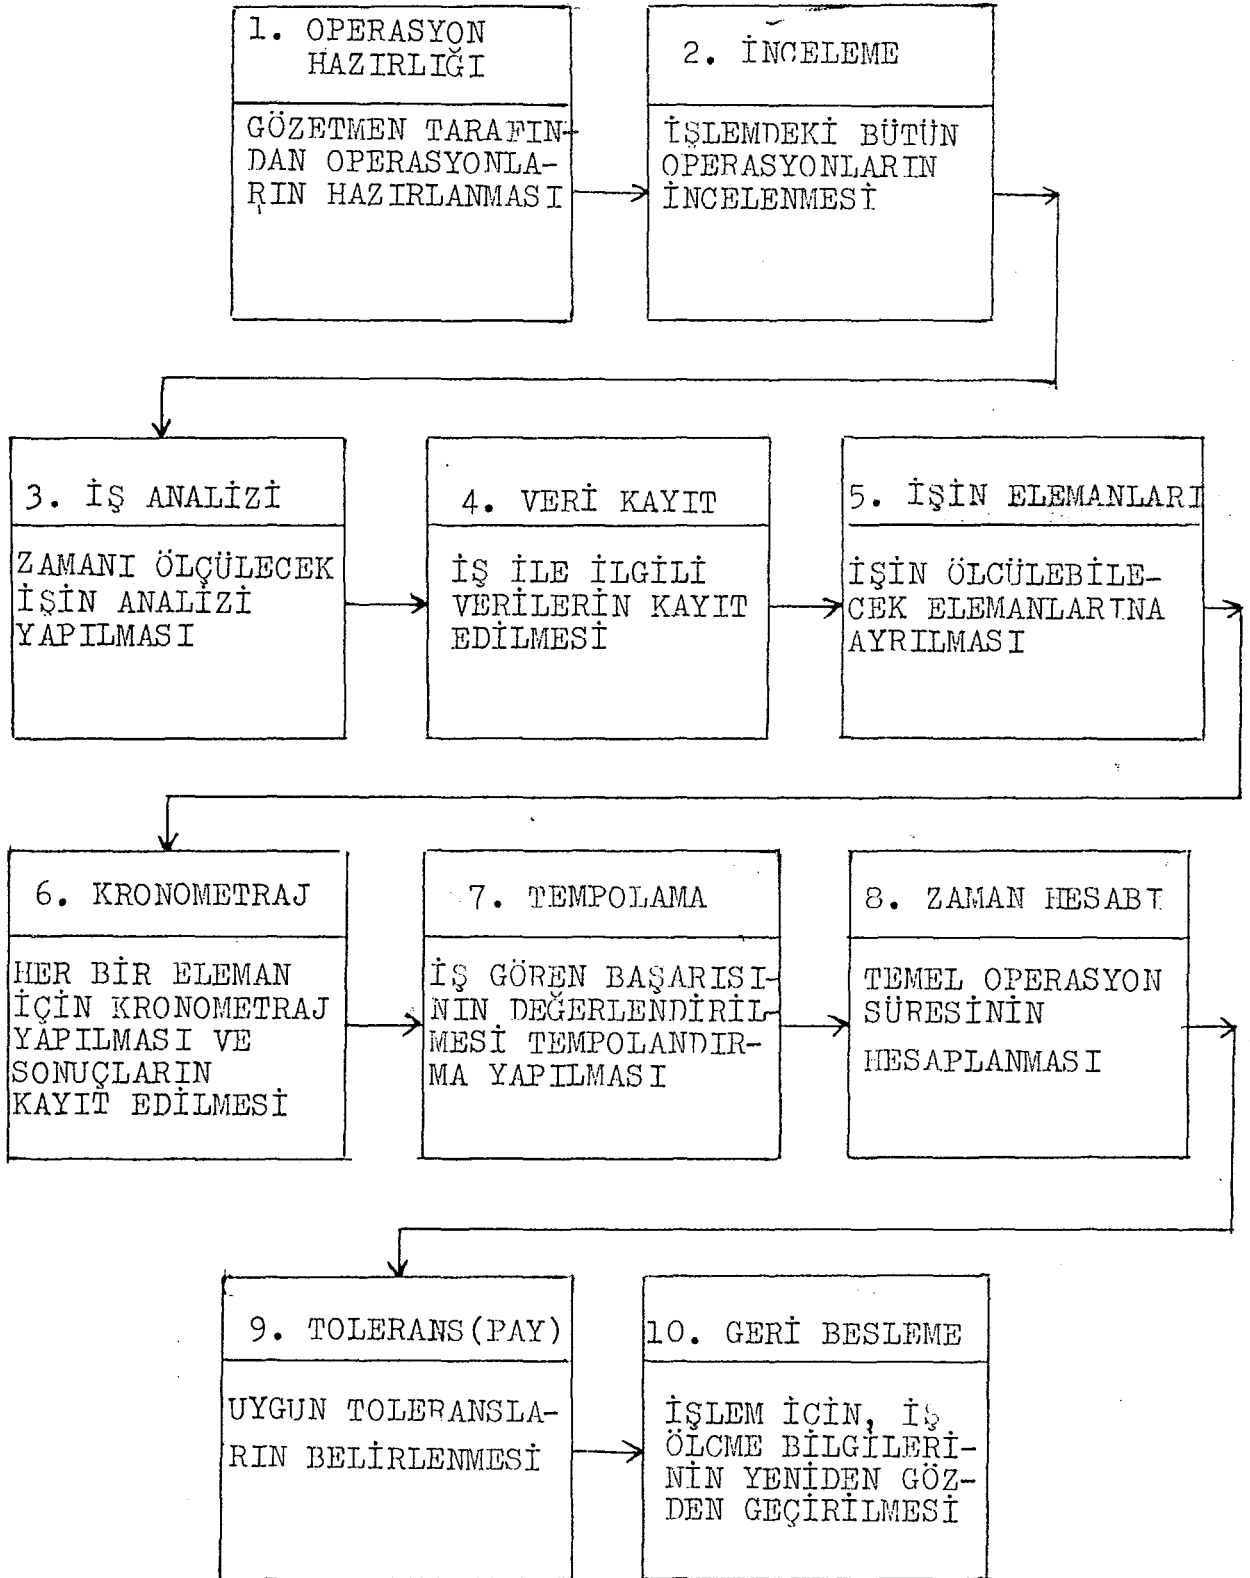 1. OPERASYON
HAZIRLIĞI
GÖZETMEN TARAFIN-
DAN OPERASYONLA-
RIN HAZIRLANMASI
2. İNCELEME
İŞLEMDEKİ BÜTÜN
OPERASYONLARIN
İNCELENMESİ
3. İŞ ANALİZİ
ZAMANI ÖLÇÜLECEK
İŞİN ANALİZİ
YAPILMASI
4. VERİ KAYIT
İŞ İLE İLGİLİ
VERİLERİN KAYIT
EDİLMESİ
5. İŞİN ELEMANLARI
İŞİN ÖLCÜLEBİLE-
CEK ELEMANLARINA
AYRILMASI
6. KRONOMETRAJ
HER BİR ELEMAN
İÇİN KRONOMETRAJ
YAPILMASI VE
SONUÇLARIN
KAYIT EDİLMESİ
7. TEMPOLAMA
İŞ GÖREN BAŞARISI-
NIN DEĞERLENDİRİL-
MESİ TEMPOLANDIR-
MA YAPILMASI
8. ZAMAN HESABI
TEMEL OPERASYON
SÜRESİNİN
HESAPLANMASI
9. TOLERANS(PAY)
UYGUN TOLERANSLA-
RIN BELİRLENMESİ
10. GERİ BESLEME
İŞLEM İCİN, İŞ
ÖLCME BİLGİLERİ-
NİN YENİDEN GÖZ-
DEN GEÇİRİLMESİ